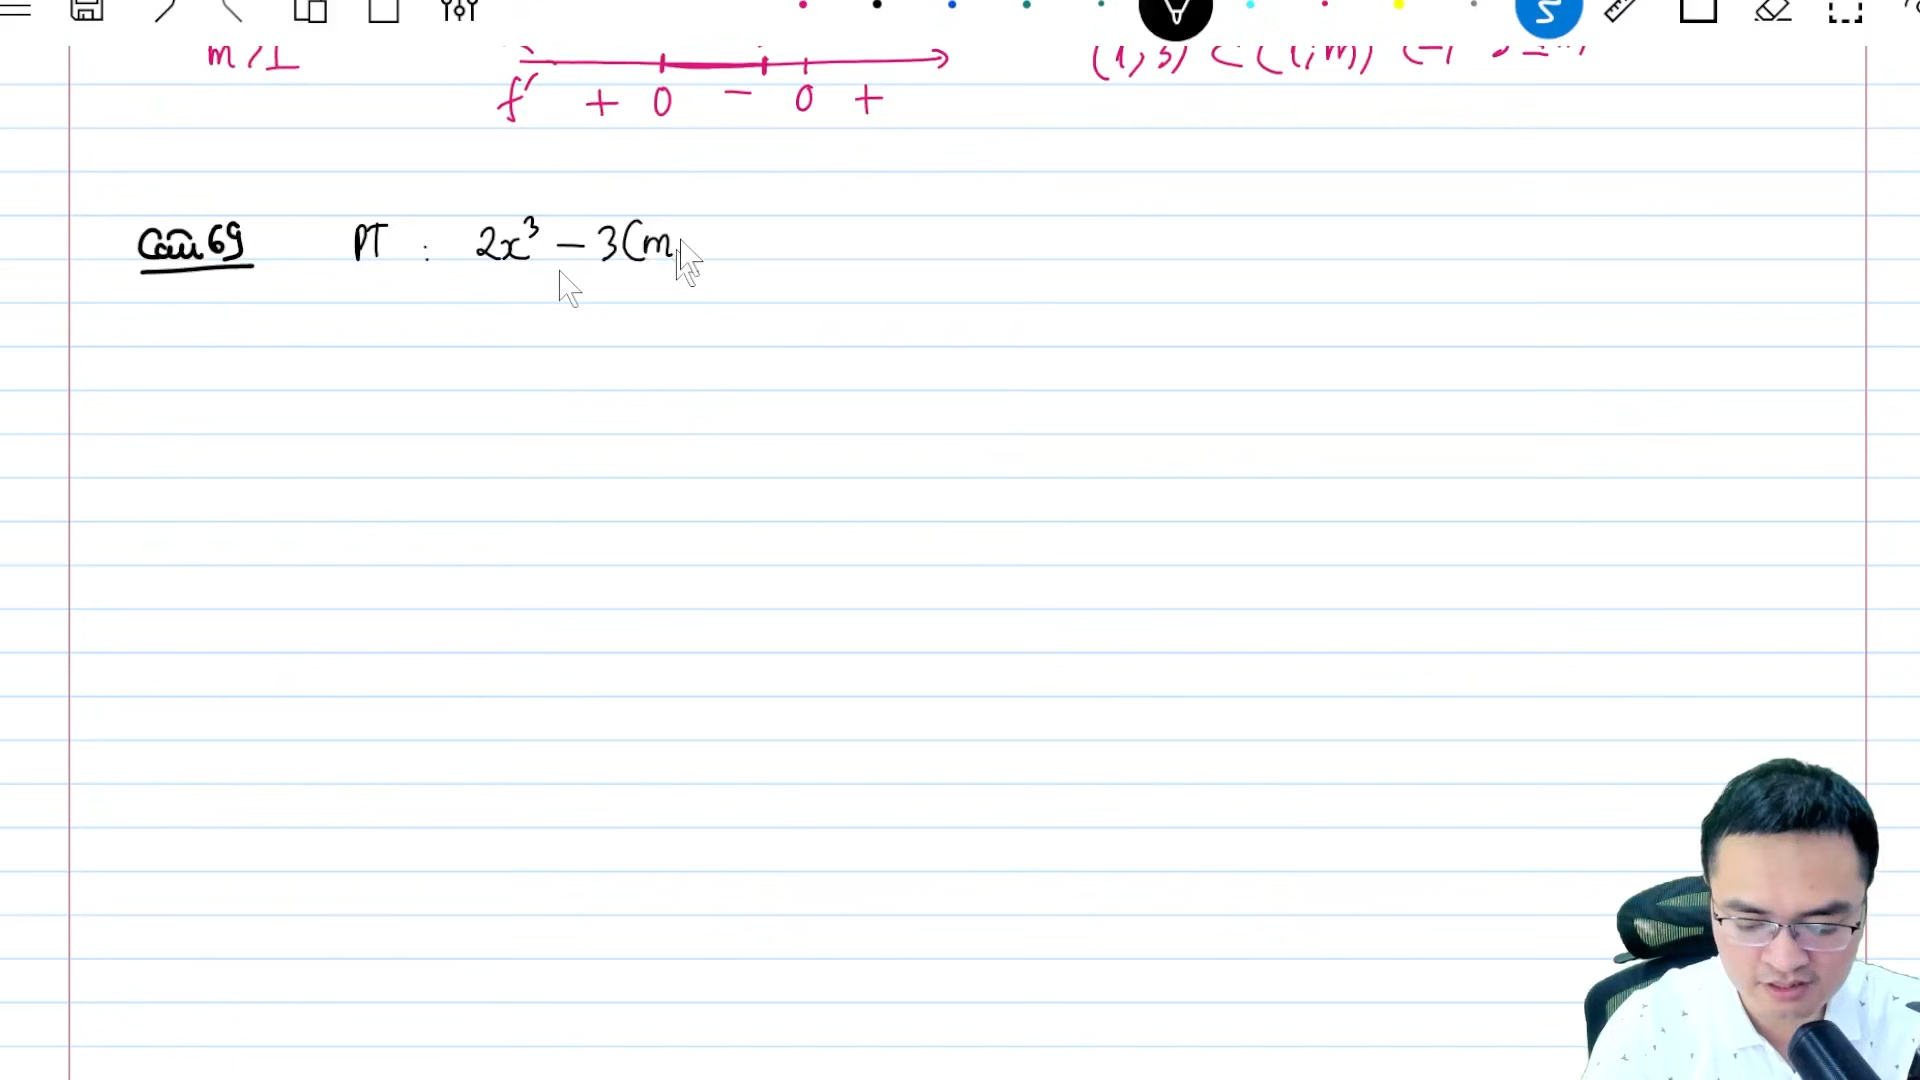 m > 1
f' + 0 - 0 +
Câu 69 PT : 2x³ - 3(m